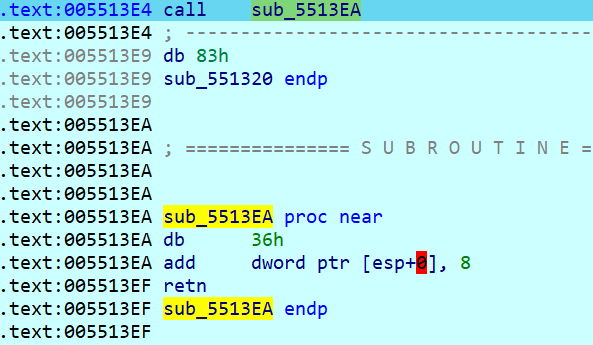 .text:005513E4 call    sub_5513EA
.text:005513E4 ; ---------------------------------------
.text:005513E9 db 83h
.text:005513E9 sub_551320 endp
.text:005513E9
.text:005513EA
.text:005513EA ; =============== S U B R O U T I N E =
.text:005513EA
.text:005513EA
.text:005513EA sub_5513EA proc near
.text:005513EA db      36h
.text:005513EA add     dword ptr [esp+0], 8
.text:005513EF retn
.text:005513EF sub_5513EA endp
.text:005513EF